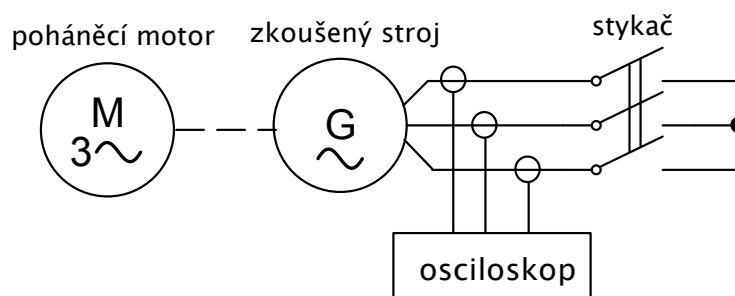 poháněcí motor
zkoušený stroj
stykač
M
3
G
osciloskop